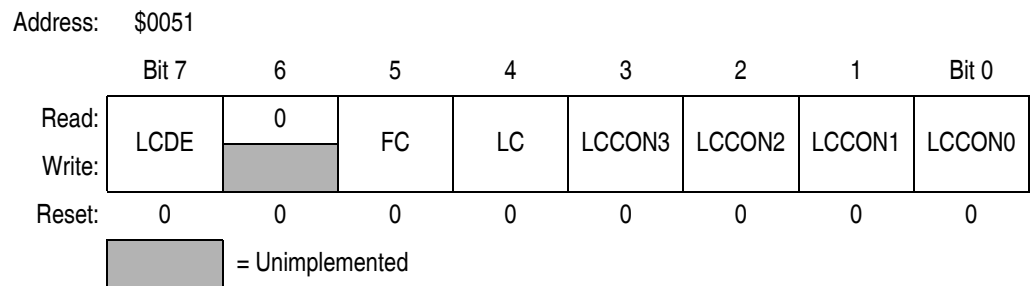 Address: $0051
Bit 7 6 5 4 3 2 1 Bit 0
Read: LCDE 0 FC LC LCCON3 LCCON2 LCCON1 LCCON0
Write:
Reset: 0 0 0 0 0 0 0 0
= Unimplemented